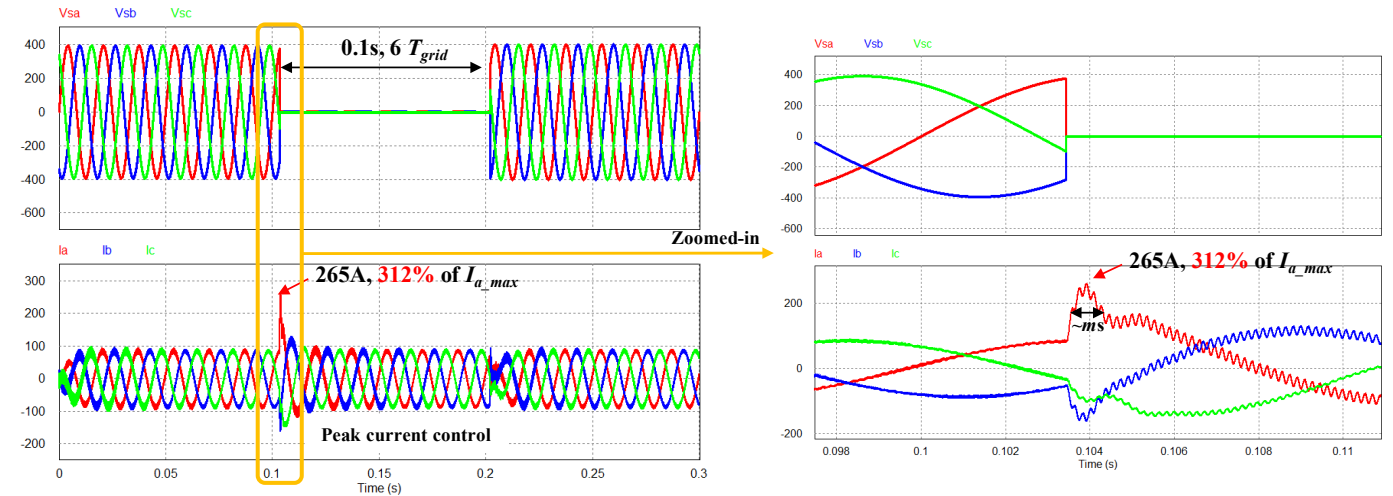 Vsa Vsb Vsc
400
200
0
-200
-400
-600
0.1s, 6 T_grid
Ia Ib Ic
300
200
100
0
-100
-200
265A, 312% of I_a_max
Peak current control
0 0.05 0.1 0.15 0.2 0.25 0.3
Time (s)
Zoomed-in
Vsa Vsb Vsc
400
200
0
-200
-400
-600
Ia Ib Ic
200
0
-200
265A, 312% of I_a_max
~ms
0.098 0.1 0.102 0.104 0.106 0.108 0.11
Time (s)